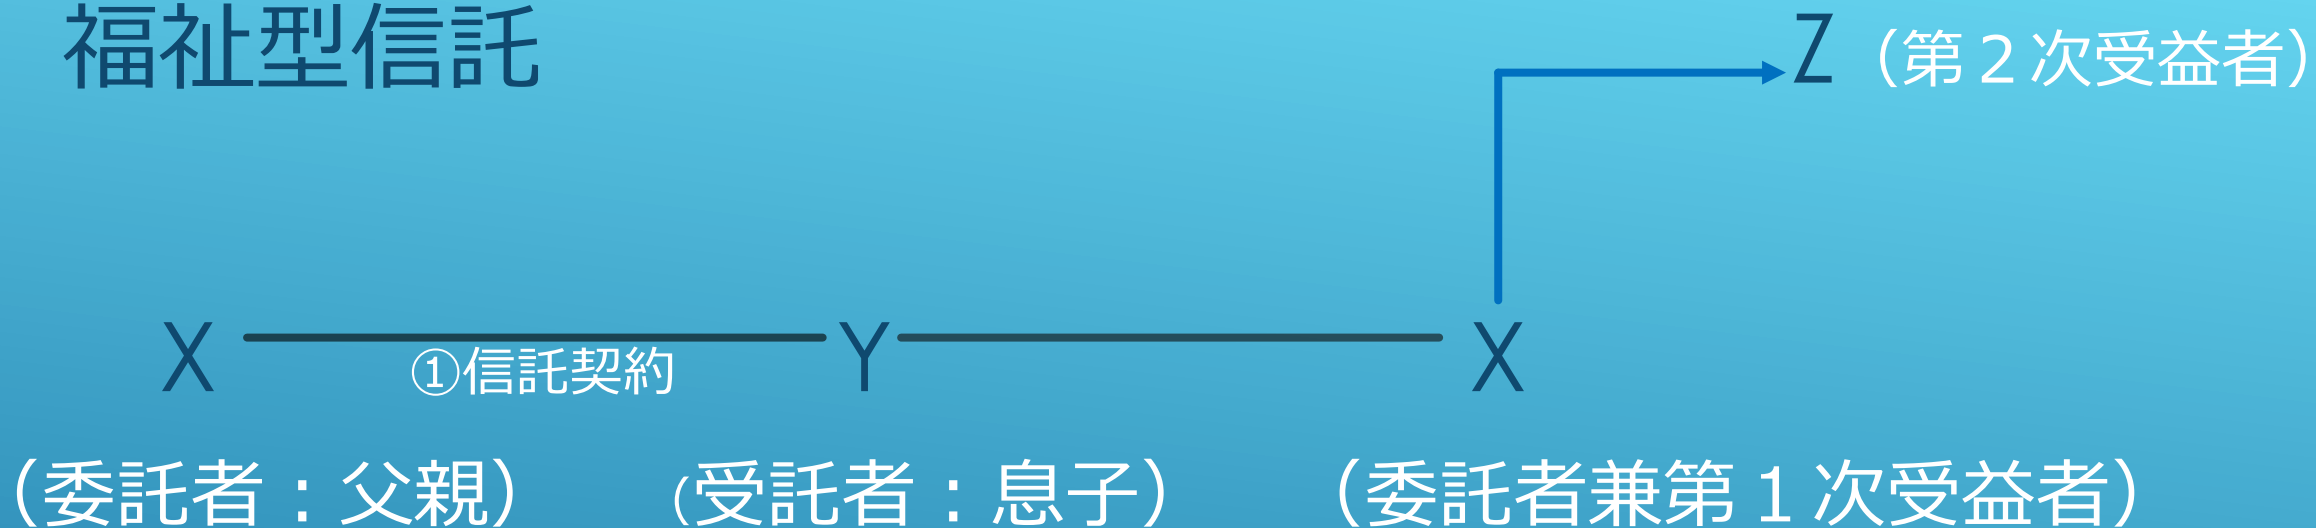 福祉型信託
Z（第２次受益者）
X ①信託契約 Y X
（委託者：父親） （受託者：息子） （委託者兼第１次受益者）